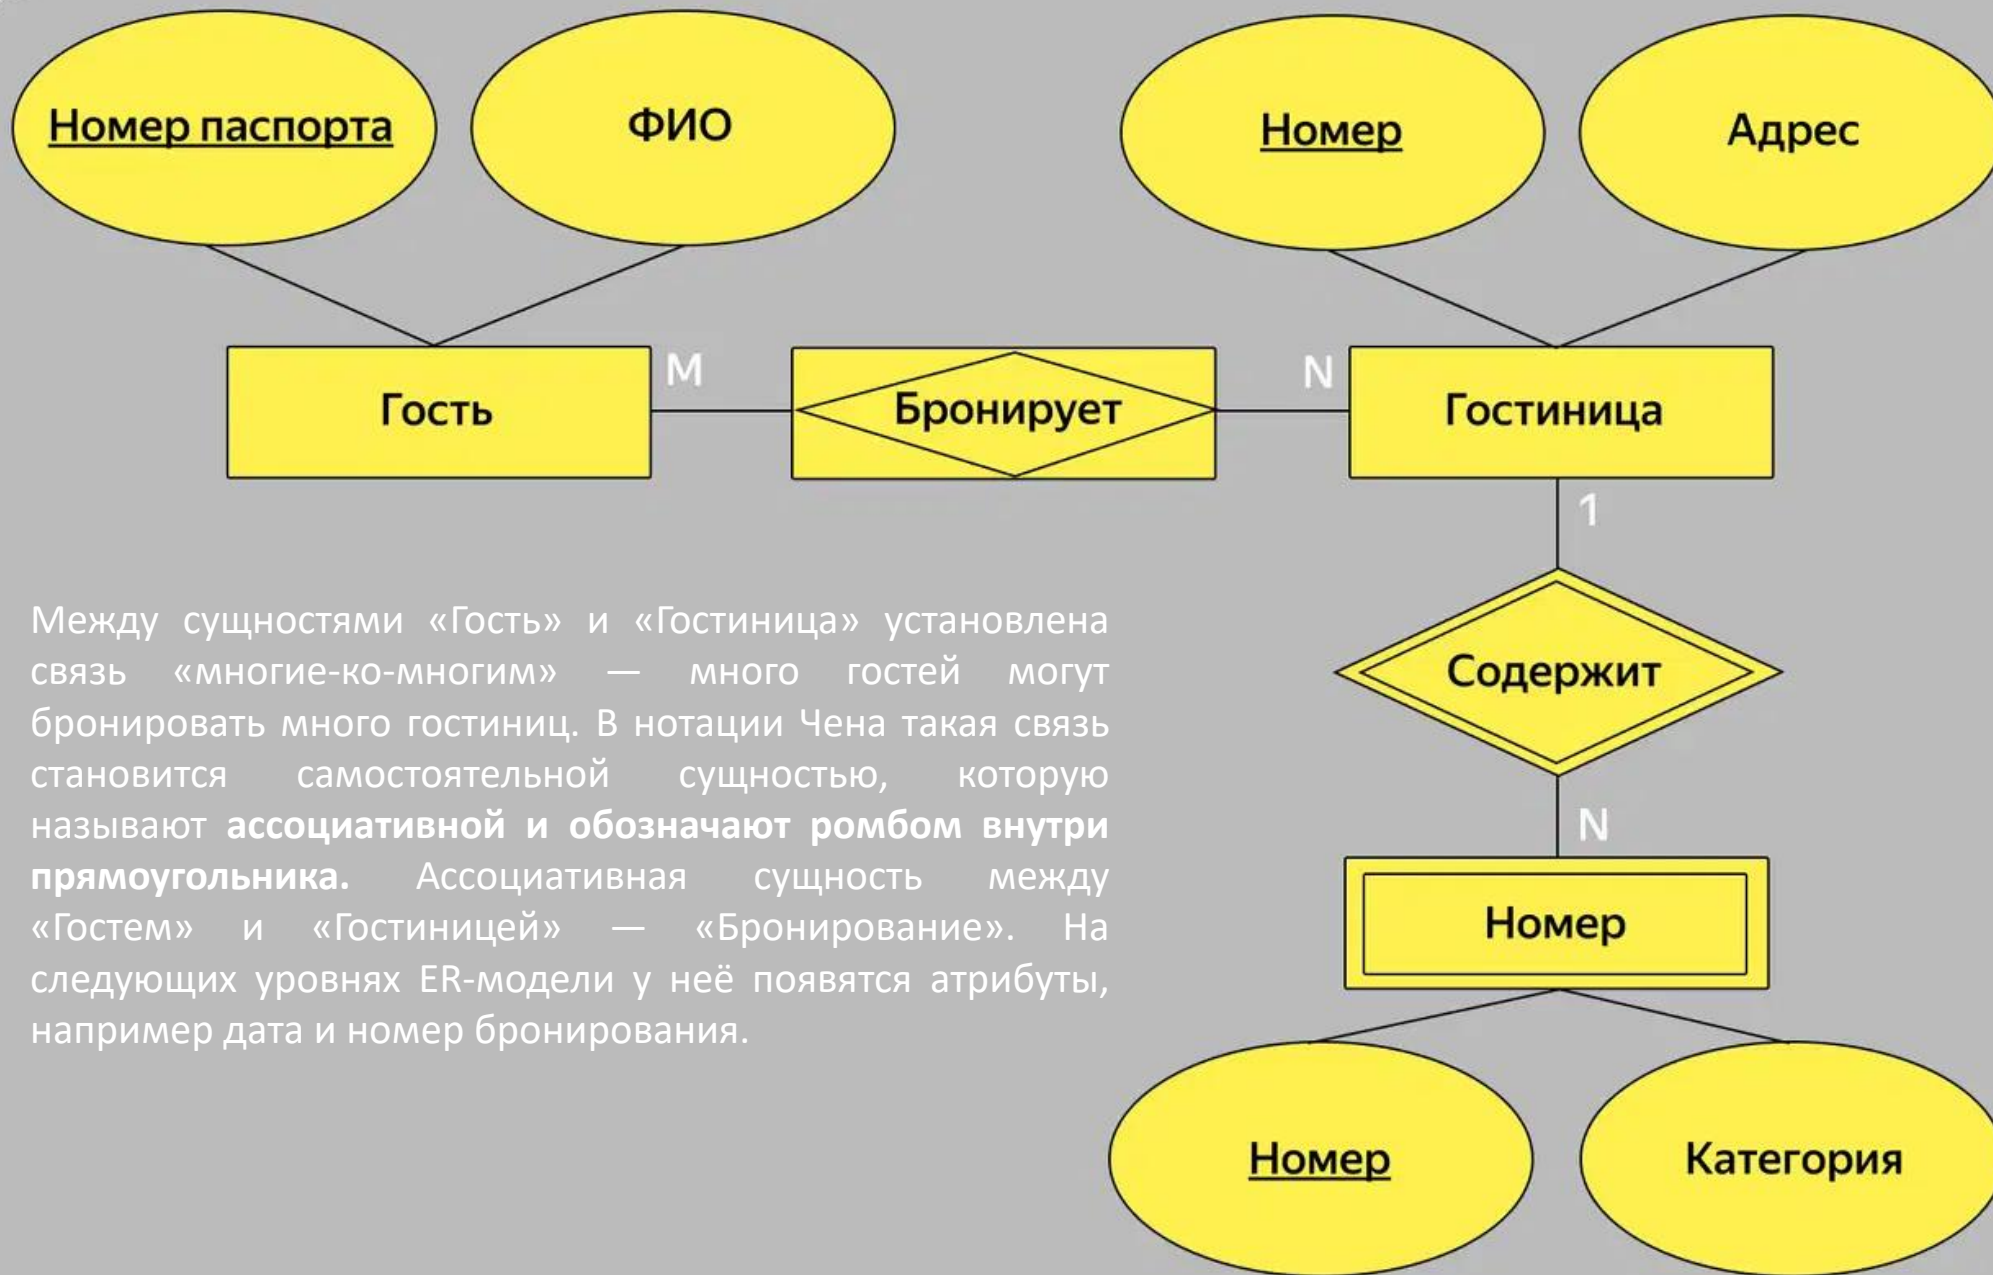 Номер паспорта
ФИО
Номер
Адрес
Гость
M
Бронирует
N
Гостиница
1
Содержит
N
Номер
Номер
Категория
Между сущностями «Гость» и «Гостиница» установлена
связь «многие-ко-многим» — много гостей могут
бронировать много гостиниц. В нотации Чена такая связь
становится самостоятельной сущностью, которую
называют ассоциативной и обозначают ромбом внутри
прямоугольника. Ассоциативная сущность между
«Гостем» и «Гостиницей» — «Бронирование». На
следующих уровнях ER-модели у неё появятся атрибуты,
например дата и номер бронирования.